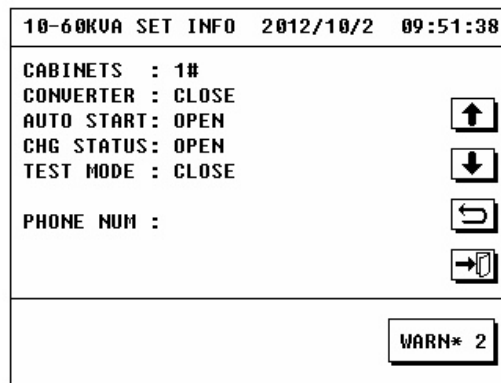 10-60KVA SET INFO 2012/10/2 09:51:38
CABINETS : 1#
CONVERTER : CLOSE
AUTO START: OPEN
CHG STATUS: OPEN
TEST MODE : CLOSE
PHONE NUM :
WARN* 2